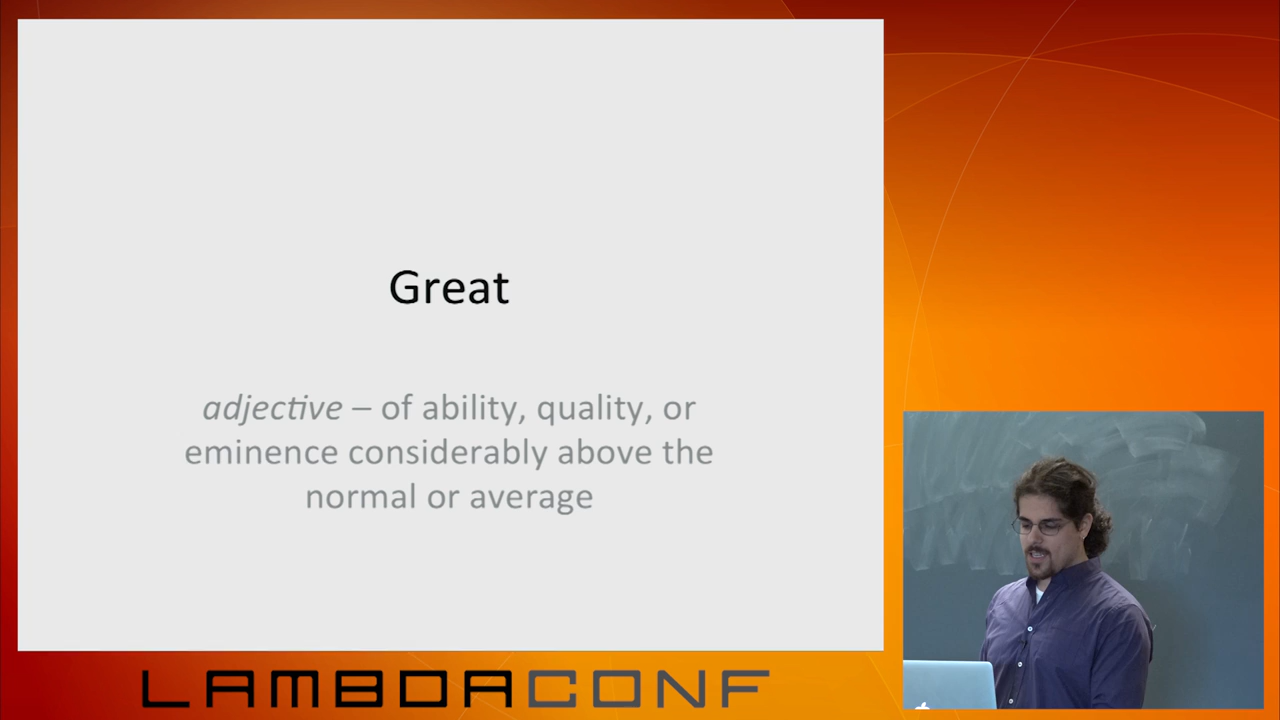 Great
adjective – of ability, quality, or
eminence considerably above the
normal or average
LAMBDACONF